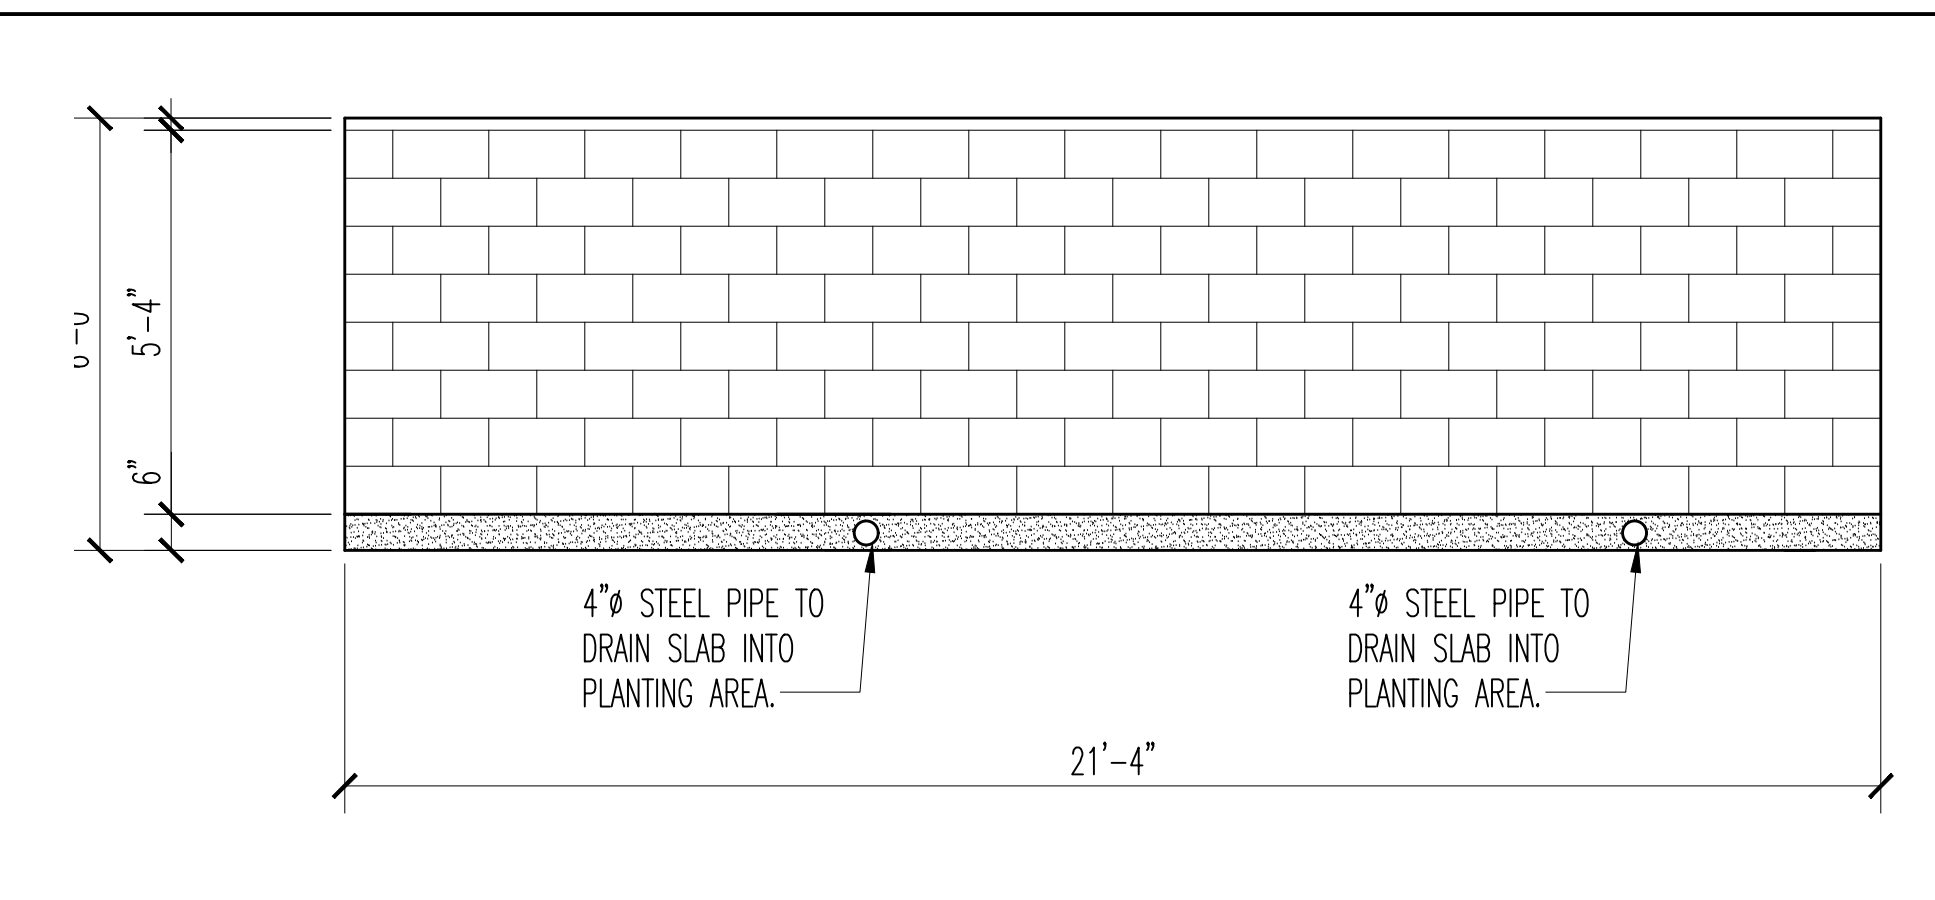 5'-4"
6"
4"ø STEEL PIPE TO
DRAIN SLAB INTO
PLANTING AREA.
4"ø STEEL PIPE TO
DRAIN SLAB INTO
PLANTING AREA.
21'-4"